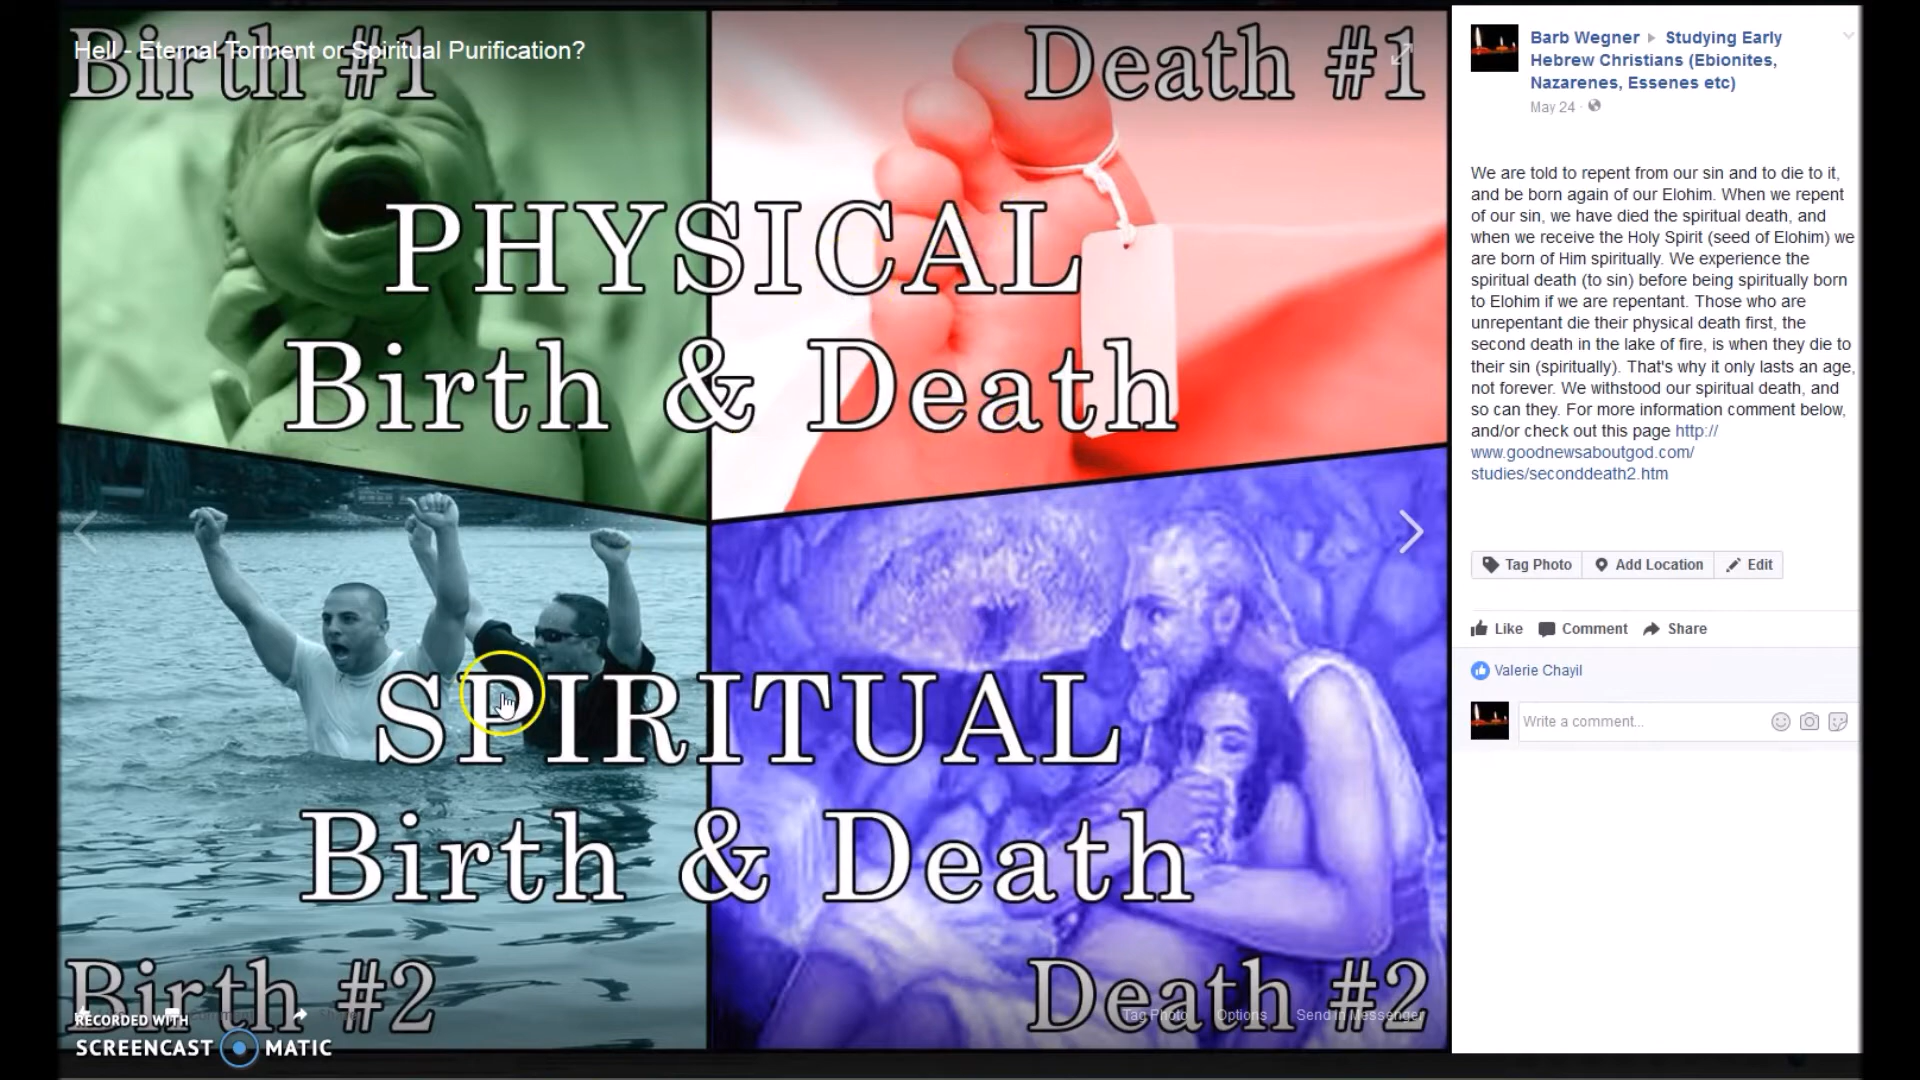 Birth #1
Hell - Eternal Torment or Spiritual Purification?
Death #1
PHYSICAL
Birth & Death
SPIRITUAL
Birth & Death
Birth #2
Death #2
Tag Photo Options Send in Messenger
RECORDED WITH
SCREENCAST MATIC
Barb Wegner ▸ Studying Early
Hebrew Christians (Ebionites,
Nazarenes, Essenes etc)
May 24 ·
We are told to repent from our sin and to die to it,
and be born again of our Elohim. When we repent
of our sin, we have died the spiritual death, and
when we receive the Holy Spirit (seed of Elohim) we
are born of Him spiritually. We experience the
spiritual death (to sin) before being spiritually born
to Elohim if we are repentant. Those who are
unrepentant die their physical death first, the
second death in the lake of fire, is when they die to
their sin (spiritually). That's why it only lasts an age,
not forever. We withstood our spiritual death, and
so can they. For more information comment below,
and/or check out this page http://
www.goodnewsaboutgod.com/
studies/seconddeath2.htm
Tag Photo Add Location Edit
Like Comment Share
Valerie Chayil
Write a comment...